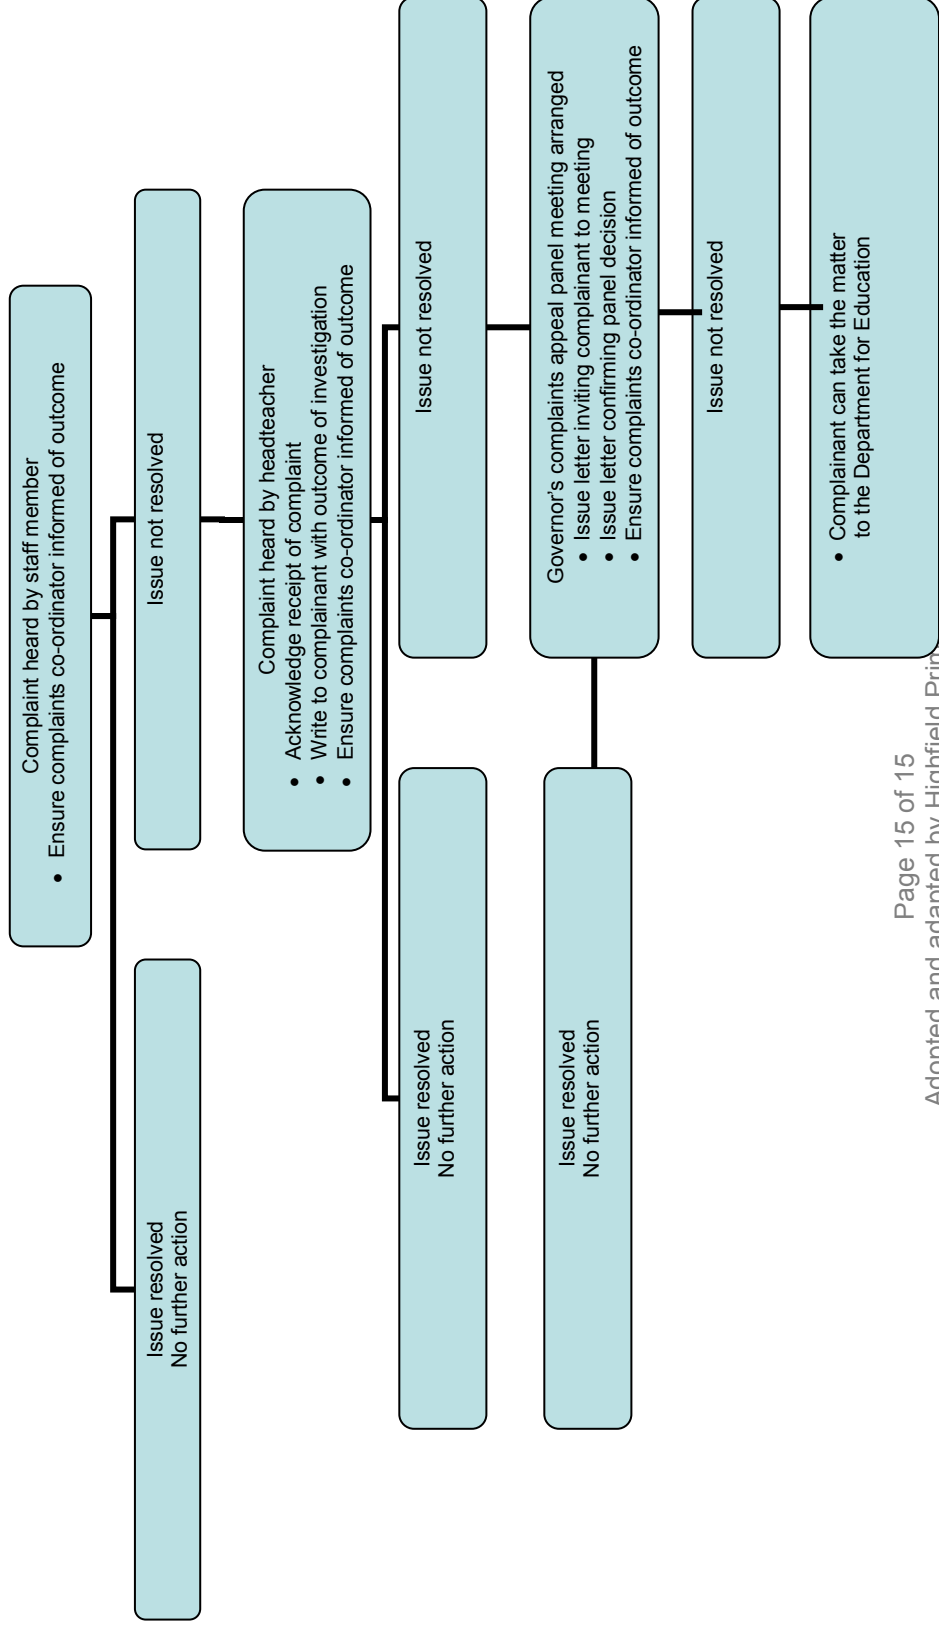 Complaint heard by staff member
• Ensure complaints co-ordinator informed of outcome
Issue resolved
No further action
Issue not resolved
Complaint heard by headteacher
• Acknowledge receipt of complaint
• Write to complainant with outcome of investigation
• Ensure complaints co-ordinator informed of outcome
Issue resolved
No further action
Issue not resolved
Issue resolved
No further action
Governor's complaints appeal panel meeting arranged
• Issue letter inviting complainant to meeting
• Issue letter confirming panel decision
• Ensure complaints co-ordinator informed of outcome
Issue not resolved
• Complainant can take the matter
to the Department for Education
Page 15 of 15
Adopted and adapted by Highfield